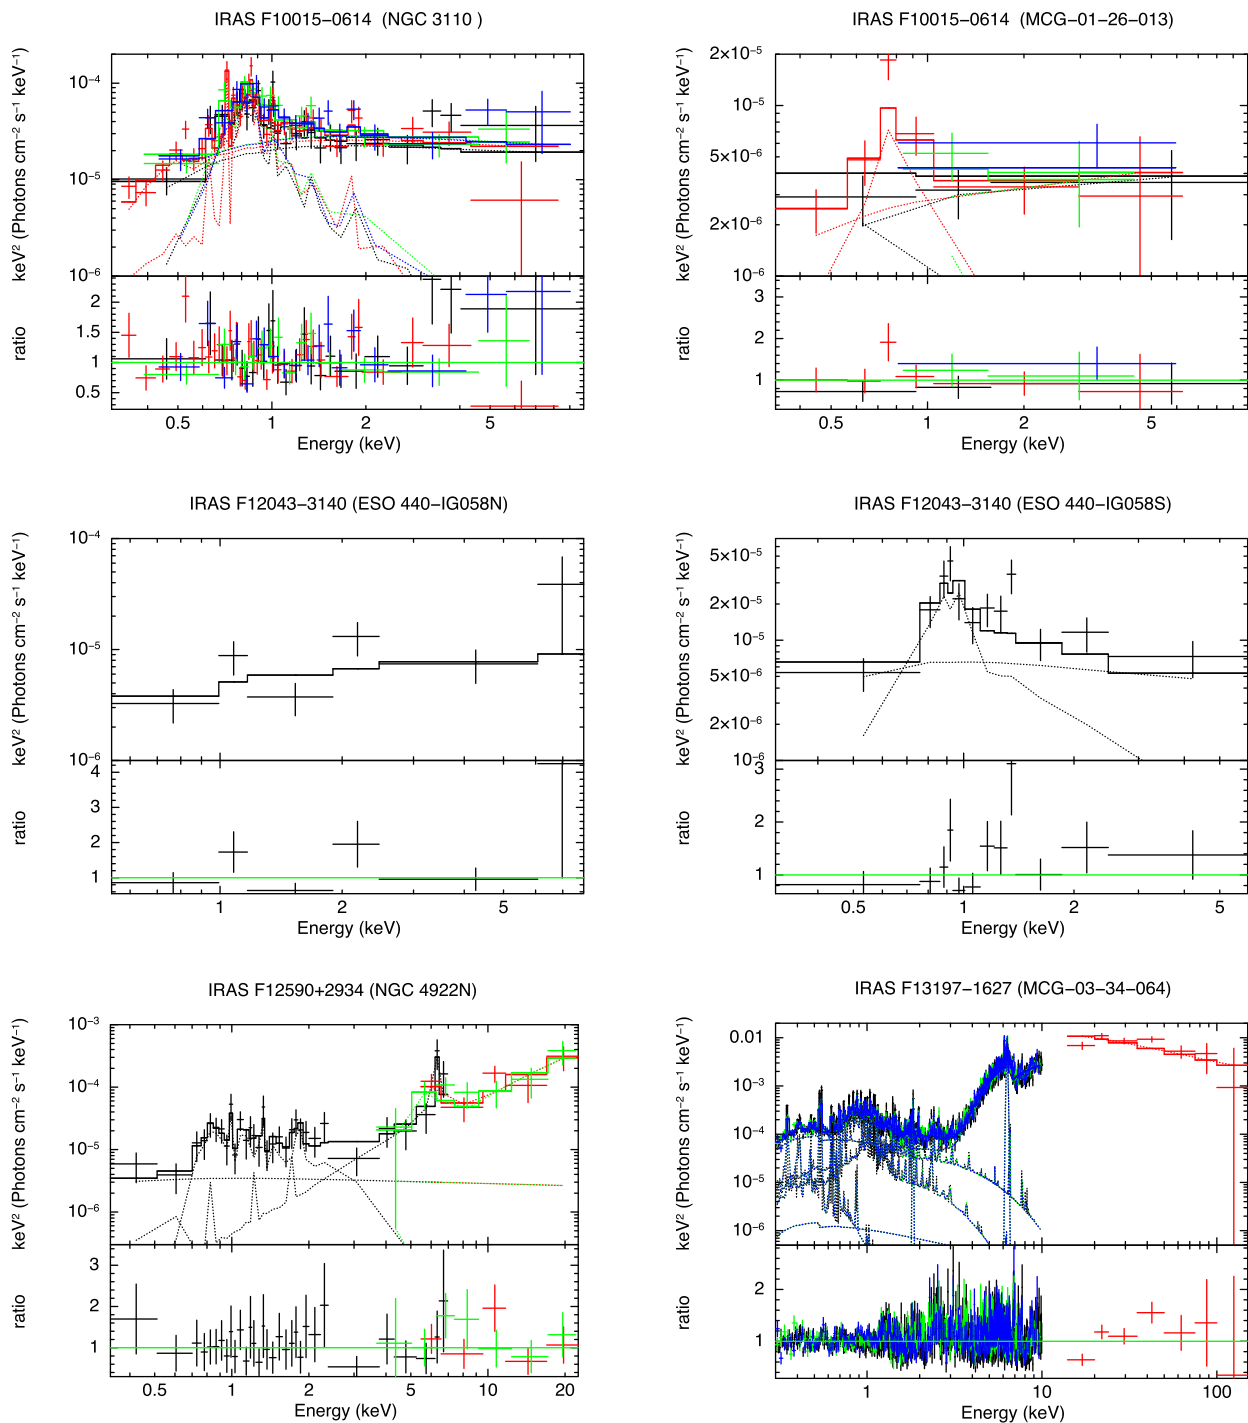 IRAS F10015−0614 (NGC 3110 )
keV² (Photons cm⁻² s⁻¹ keV⁻¹)
10⁻⁴
10⁻⁵
10⁻⁶
ratio
2
1.5
1
0.5
0.5 1 2 5
Energy (keV)
IRAS F10015−0614 (MCG−01−26−013)
keV² (Photons cm⁻² s⁻¹ keV⁻¹)
2×10⁻⁵
10⁻⁵
5×10⁻⁶
2×10⁻⁶
10⁻⁶
ratio
3
2
1
1 2 5
Energy (keV)
IRAS F12043−3140 (ESO 440−IG058N)
keV² (Photons cm⁻² s⁻¹ keV⁻¹)
10⁻⁴
10⁻⁵
10⁻⁶
ratio
4
3
2
1
1 2 5
Energy (keV)
IRAS F12043−3140 (ESO 440−IG058S)
keV² (Photons cm⁻² s⁻¹ keV⁻¹)
5×10⁻⁵
2×10⁻⁵
10⁻⁵
5×10⁻⁶
2×10⁻⁶
10⁻⁶
ratio
3
2
1
0.5 1 2 5
Energy (keV)
IRAS F12590+2934 (NGC 4922N)
keV² (Photons cm⁻² s⁻¹ keV⁻¹)
10⁻³
10⁻⁴
10⁻⁵
10⁻⁶
ratio
3
2
1
0.5 1 2 5 10 20
Energy (keV)
IRAS F13197−1627 (MCG−03−34−064)
keV² (Photons cm⁻² s⁻¹ keV⁻¹)
0.01
10⁻³
10⁻⁴
10⁻⁵
10⁻⁶
ratio
2
1
1 10 100
Energy (keV)